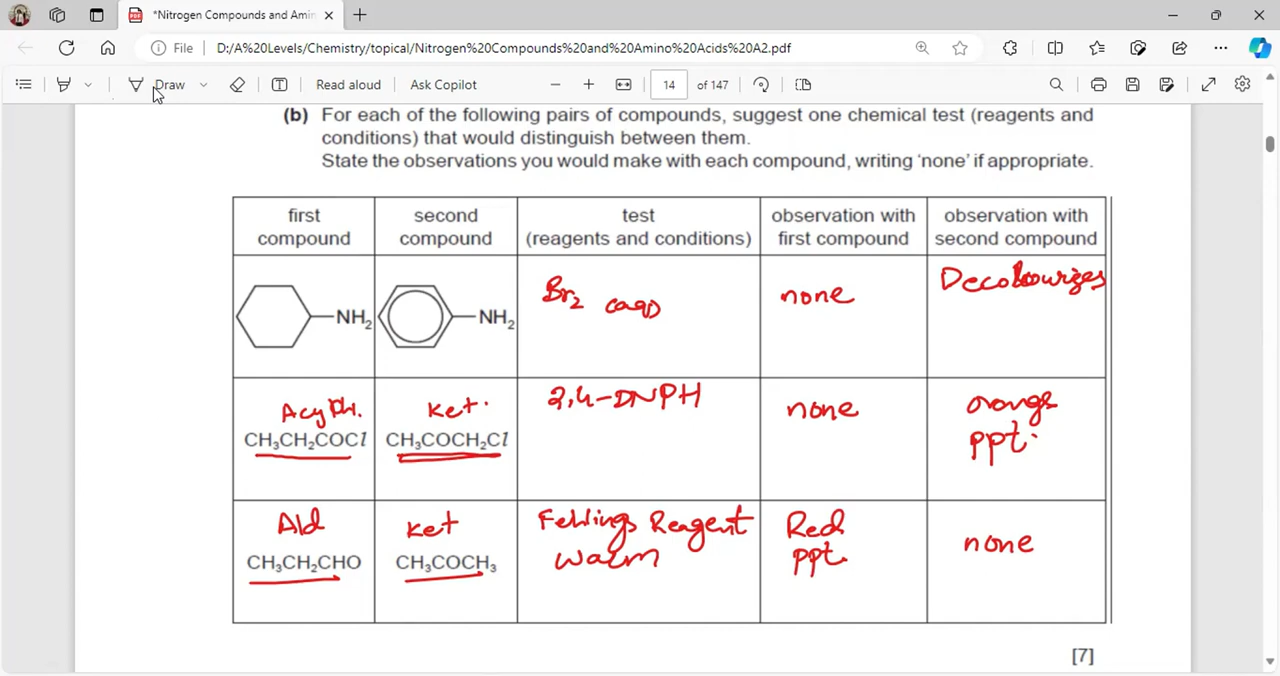 *Nitrogen Compounds and Amin
File D:/A%20Levels/Chemistry/topical/Nitrogen%20Compounds%20and%20Amino%20Acids%20A2.pdf
Draw Read aloud Ask Copilot 14 of 147
(b) For each of the following pairs of compounds, suggest one chemical test (reagents and
conditions) that would distinguish between them.
State the observations you would make with each compound, writing 'none' if appropriate.
first compound
second compound
test (reagents and conditions)
observation with first compound
observation with second compound
NH₂
NH₂
Br₂ (aq)
none
Decolourizes
Acyl Chl.
CH₃CH₂COCl
Ket.
CH₃COCH₂Cl
2,4-DNPH
none
orange
ppt.
Ald
CH₃CH₂CHO
Ket
CH₃COCH₃
Fehlings Reagent
warm
Red
ppt.
none
[7]